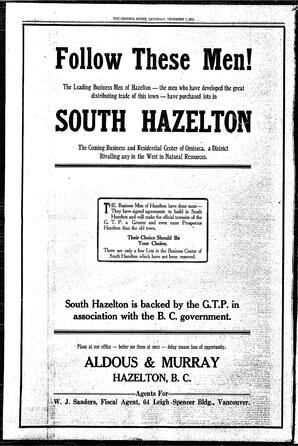 THE OMINECA MINER, SATURDAY, DECEMBER 7, 1911.
Follow These Men!
The Leading Business Men of Hazelton — the men who have developed the great
distributing trade of this town — have purchased lots in
SOUTH HAZELTON
The Coming Business and Residential Center of Omineca, a District
Rivalling any in the West in Natural Resources.
THE Business Men of Hazelton have done more—
They have signed agreements to build in South
Hazelton and will make the official townsite of the
G. T. P. a Greater and even more Prosperous
Hazelton than the old town.
Their Choice Should Be
Your Choice.
There are only a few Lots in the Business Center of
South Hazelton which have not been reserved.
South Hazelton is backed by the G.T.P. in
association with the B. C. government.
Plans at our office — better see them at once — delay means loss of opportunity.
ALDOUS & MURRAY
HAZELTON, B. C.
Agents For
W. J. Sanders, Fiscal Agent, 64 Leigh-Spencer Bldg., Vancouver.